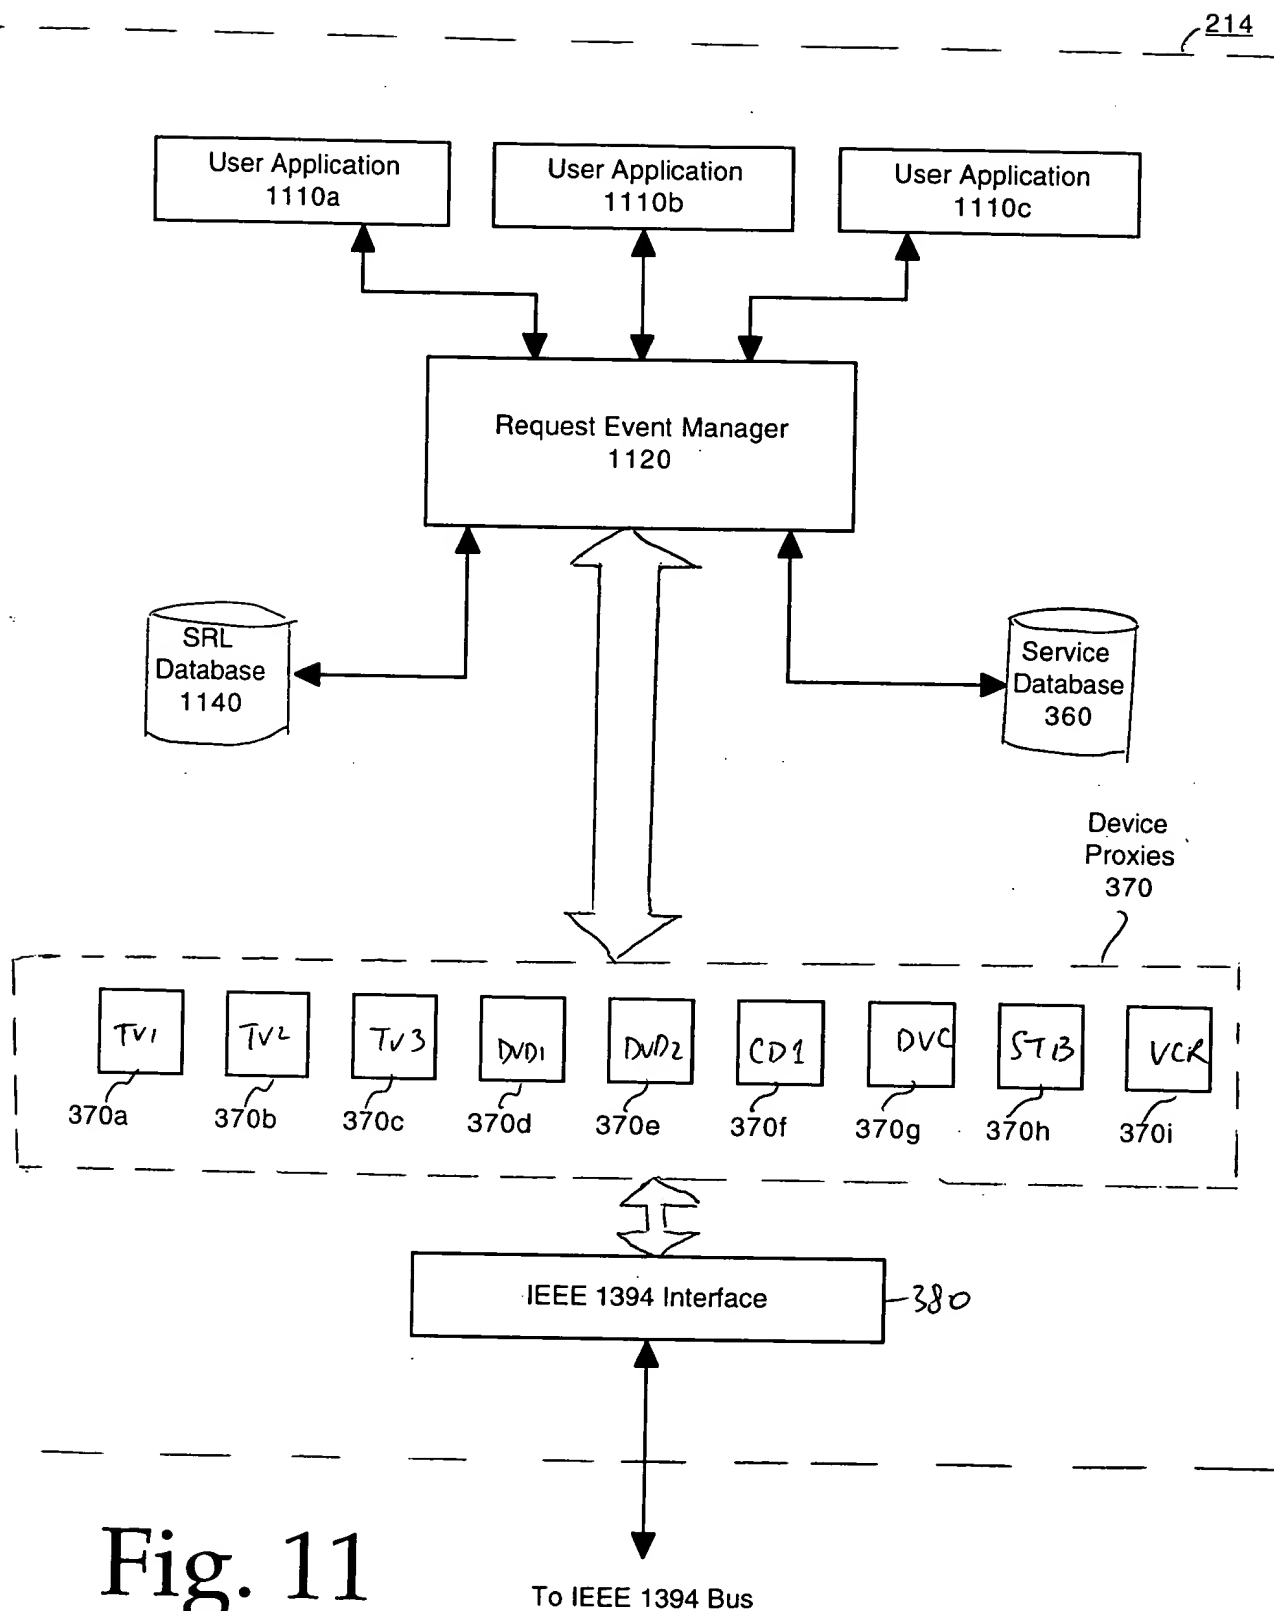 214
User Application
1110a
User Application
1110b
User Application
1110c
Request Event Manager
1120
SRL
Database
1140
Service
Database
360
Device
Proxies
370
TV1
TV2
TV3
DVD1
DVD2
CD1
DVC
STB
VCR
370a
370b
370c
370d
370e
370f
370g
370h
370i
IEEE 1394 Interface
380
Fig. 11
To IEEE 1394 Bus